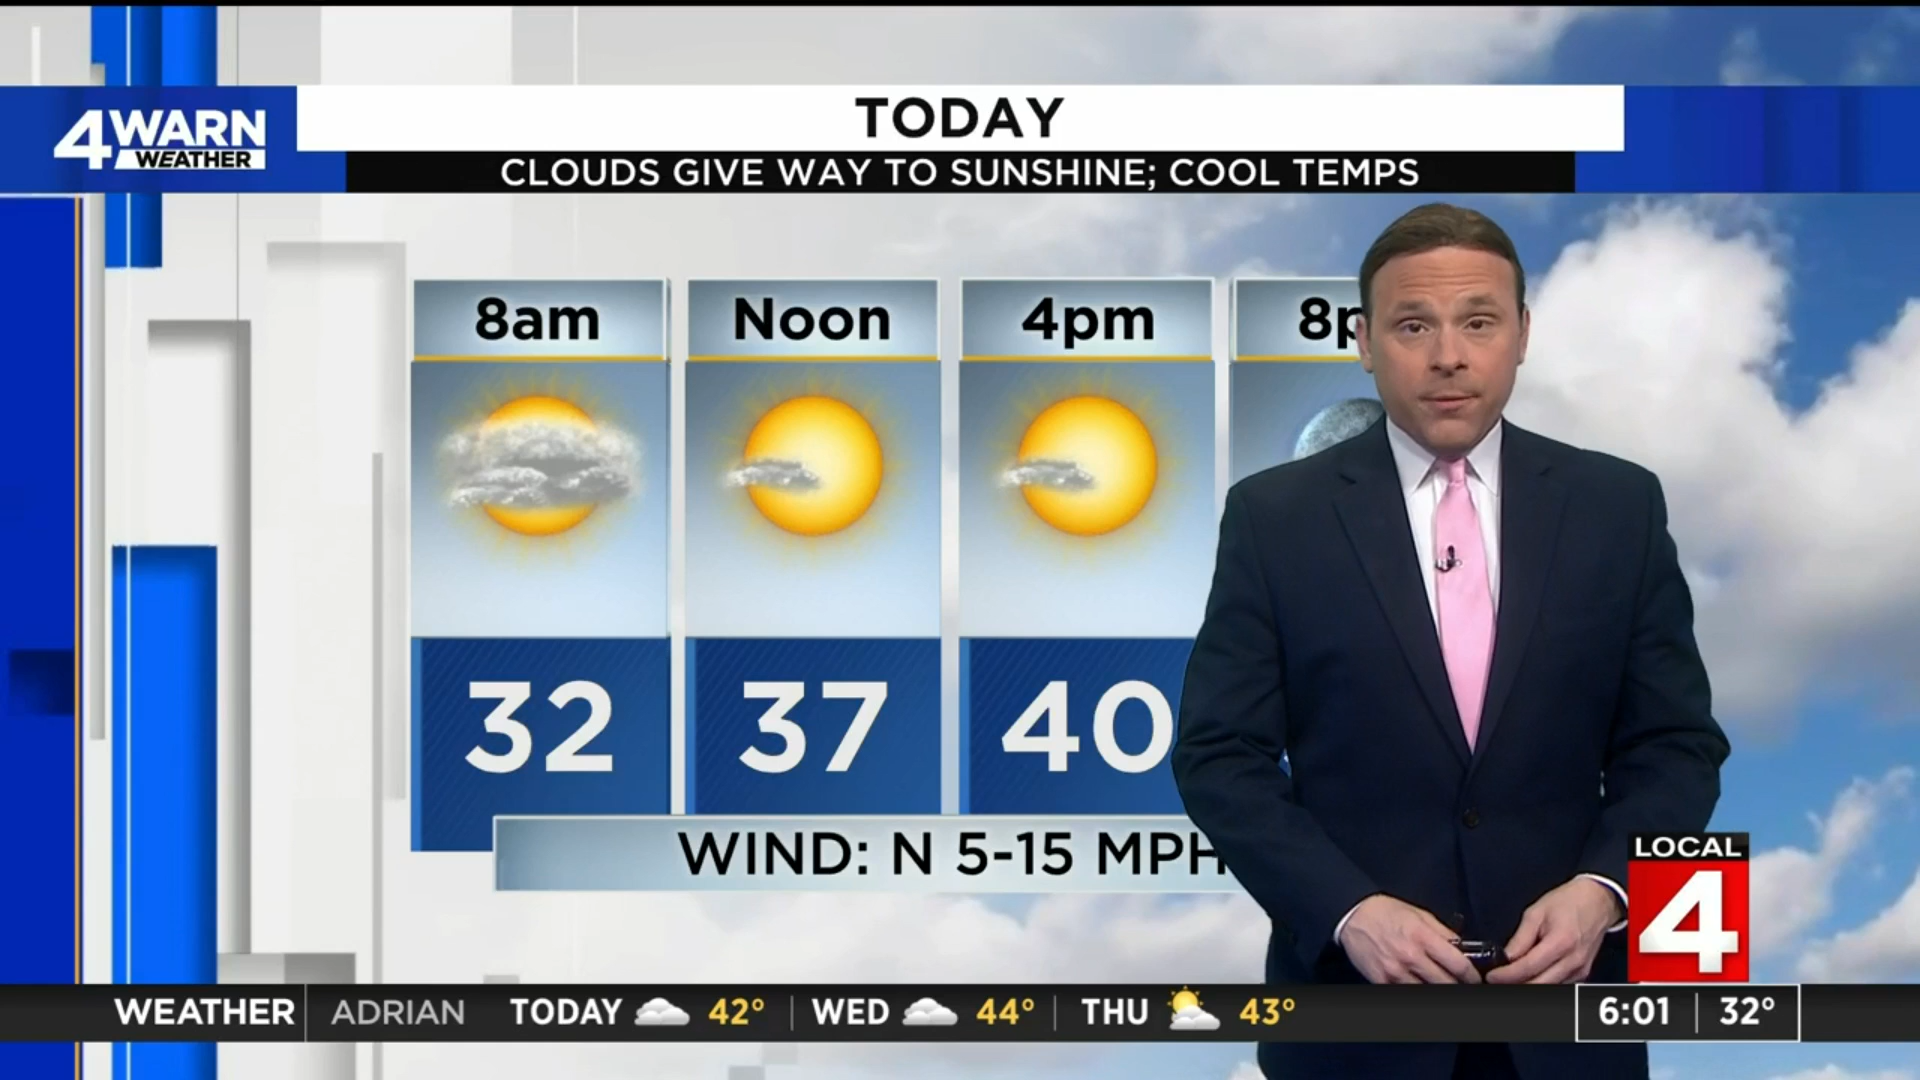 4WARN
WEATHER
TODAY
CLOUDS GIVE WAY TO SUNSHINE; COOL TEMPS
8am Noon 4pm 8p
32 37 40
WIND: N 5-15 MPH
LOCAL
4
WEATHER ADRIAN TODAY 42° WED 44° THU 43° 6:01 32°